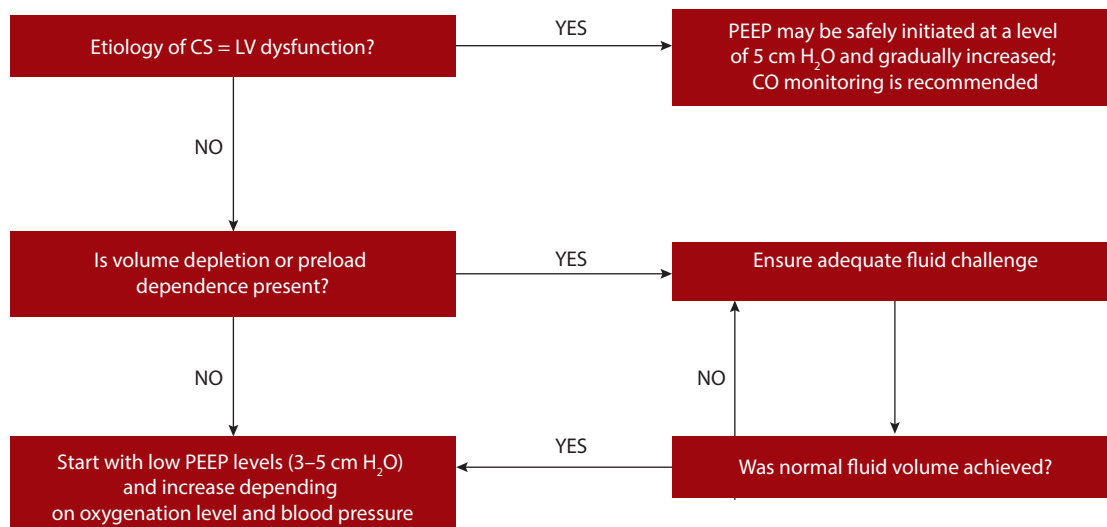 Etiology of CS = LV dysfunction?
YES
PEEP may be safely initiated at a level
of 5 cm H₂O and gradually increased;
CO monitoring is recommended
NO
Is volume depletion or preload
dependence present?
YES
Ensure adequate fluid challenge
NO
NO
Start with low PEEP levels (3–5 cm H₂O)
and increase depending
on oxygenation level and blood pressure
YES
Was normal fluid volume achieved?